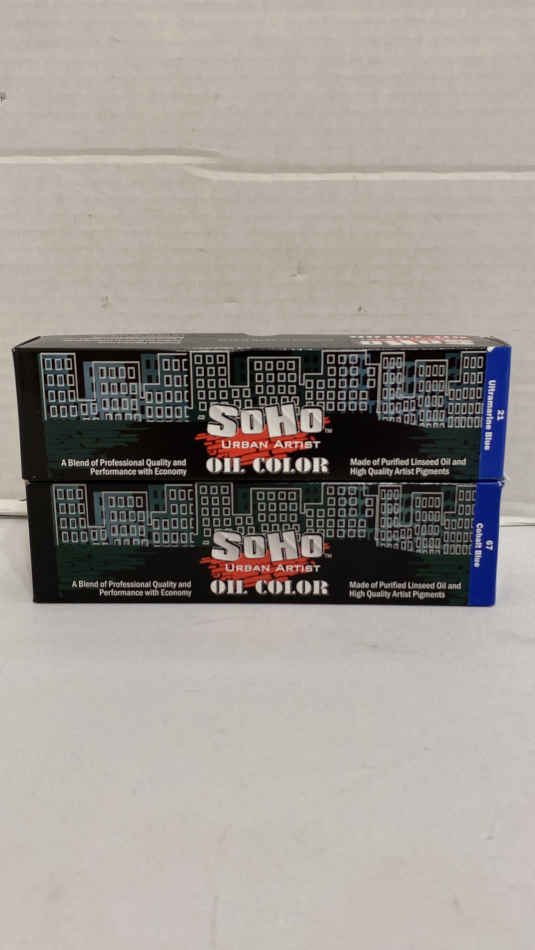 SoHo
21
Ultramarine Blue
SoHo™
URBAN ARTIST
OIL COLOR
A Blend of Professional Quality and
Performance with Economy
Made of Purified Linseed Oil and
High Quality Artist Pigments
67
Cobalt Blue
SoHo™
URBAN ARTIST
OIL COLOR
A Blend of Professional Quality and
Performance with Economy
Made of Purified Linseed Oil and
High Quality Artist Pigments